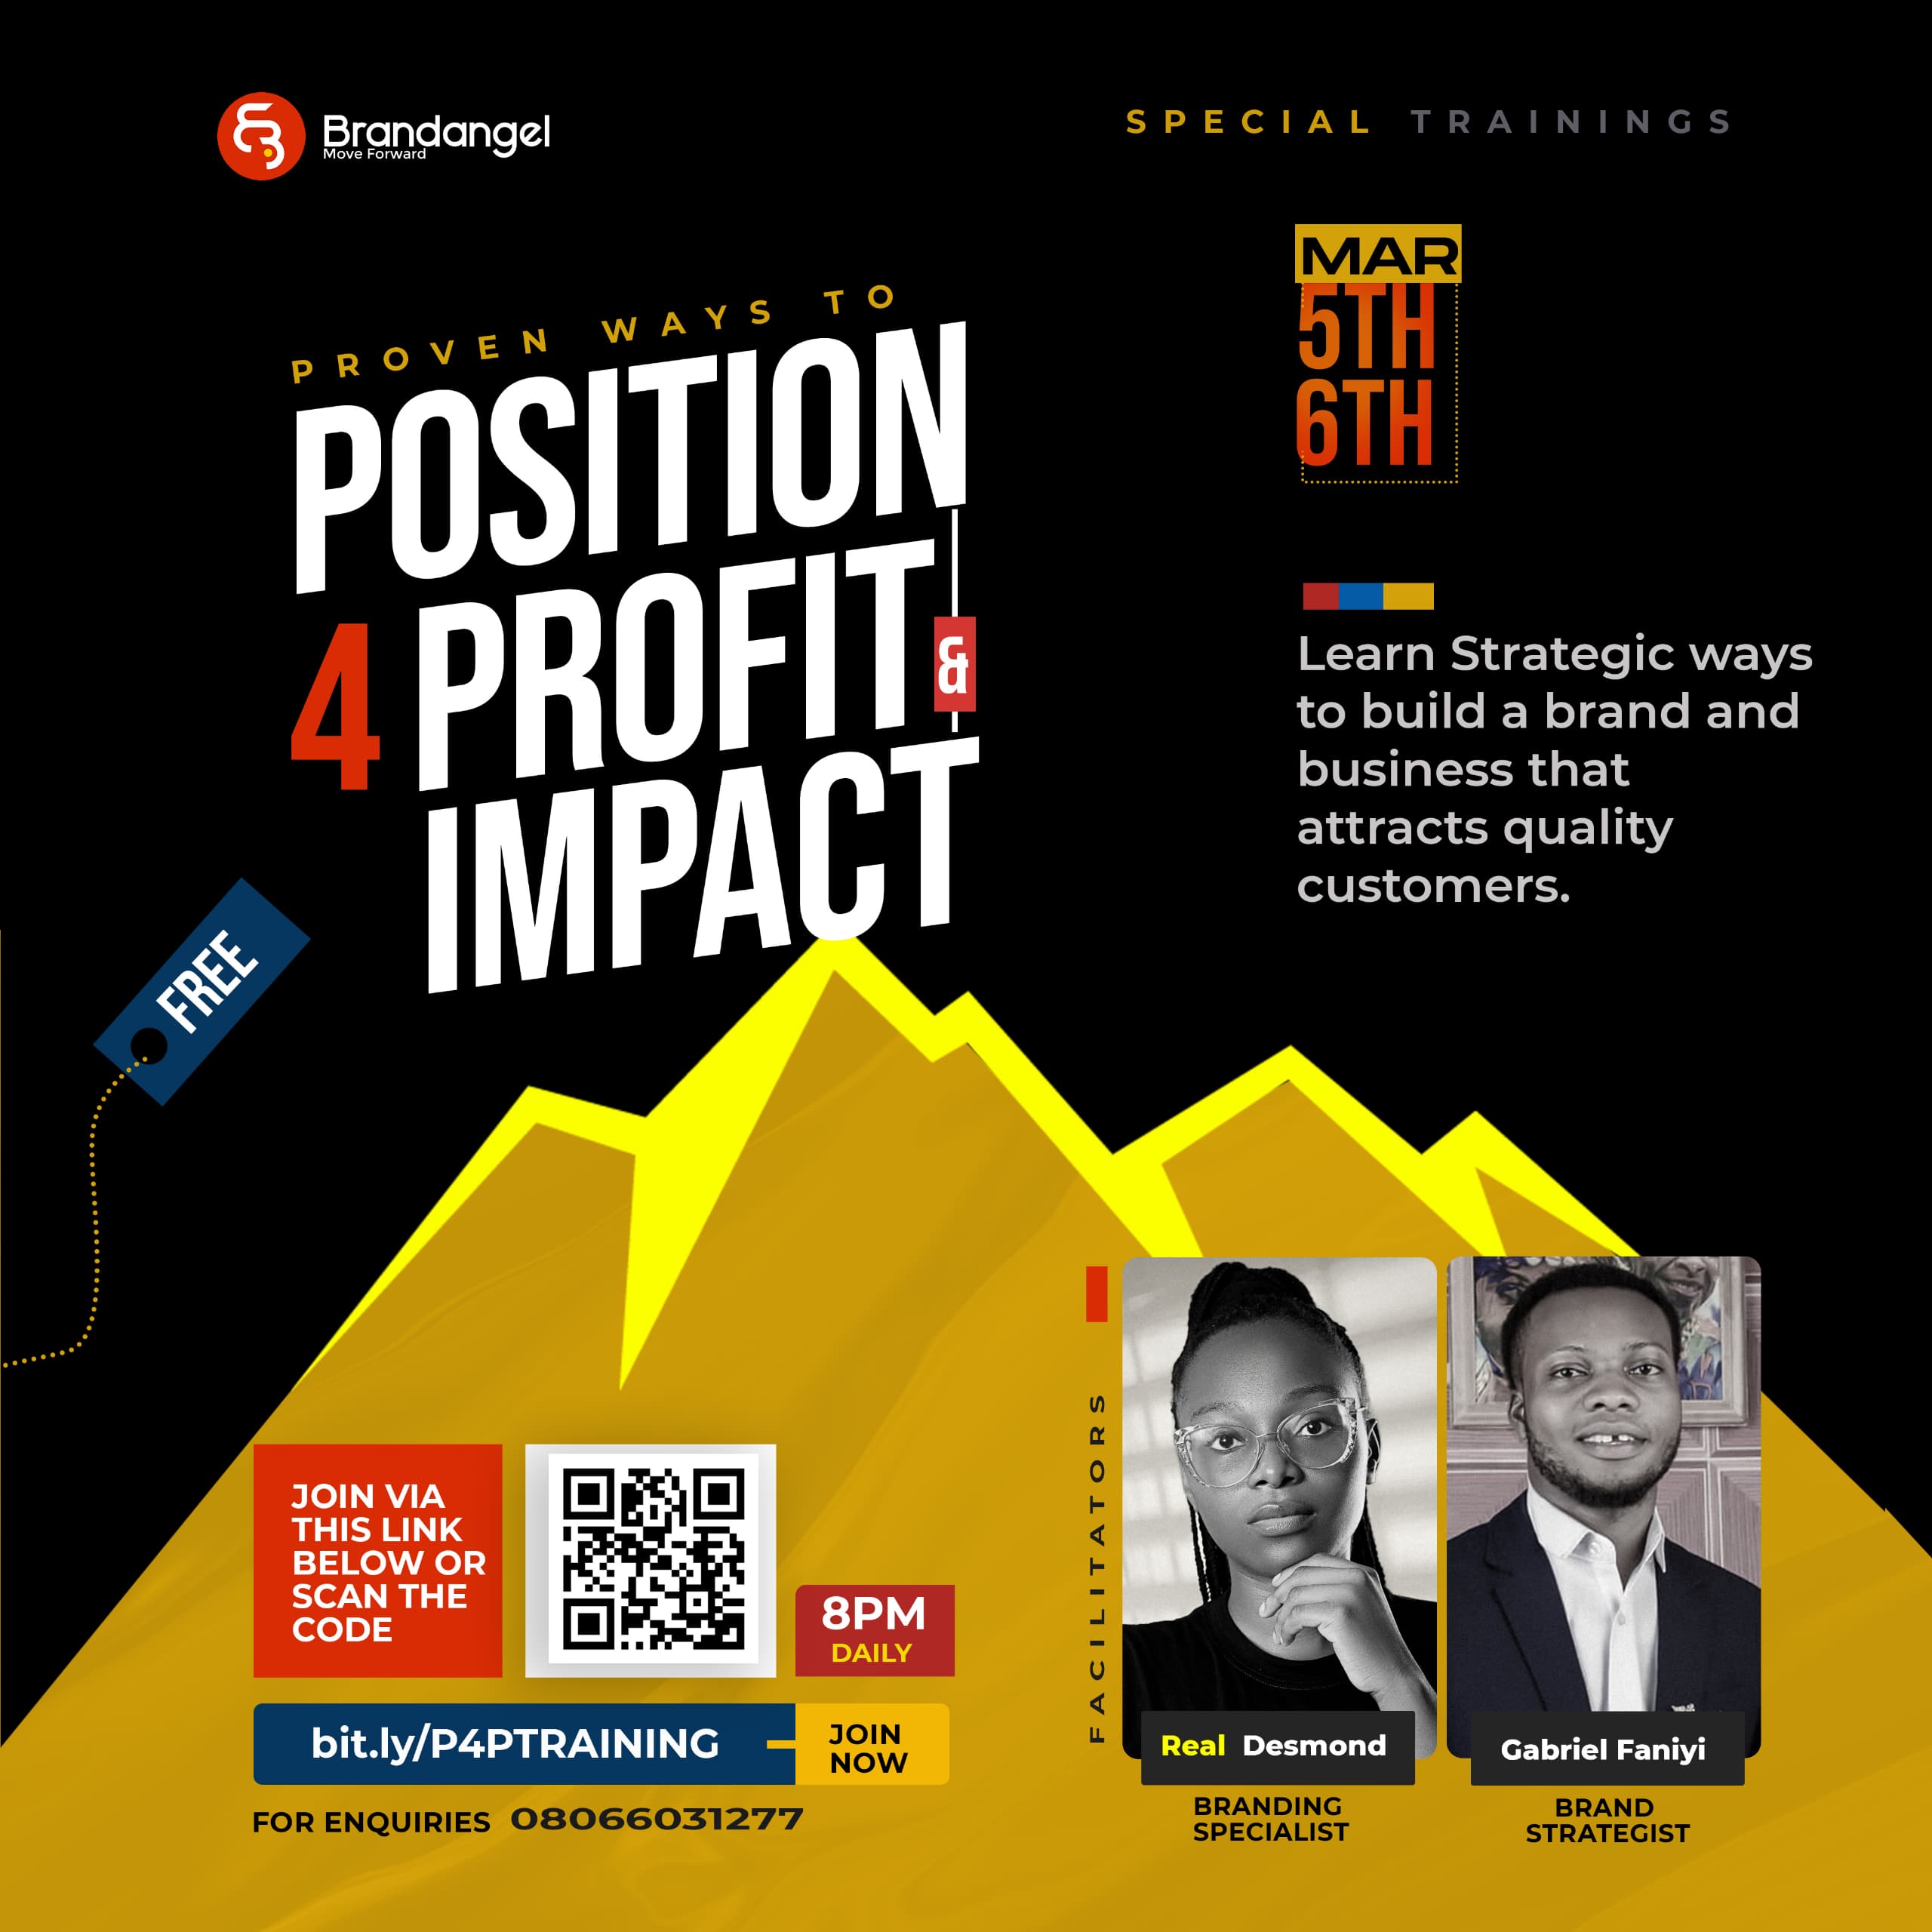 Brandangel
Move Forward
SPECIAL TRAININGS
MAR
5TH
6TH
PROVEN WAYS TO
POSITION
4 PROFIT &
IMPACT
Learn Strategic ways
to build a brand and
business that
attracts quality
customers.
FREE
JOIN VIA
THIS LINK
BELOW OR
SCAN THE
CODE
8PM
DAILY
bit.ly/P4PTRAINING
JOIN
NOW
FOR ENQUIRIES 08066031277
FACILITATORS
Real Desmond
BRANDING
SPECIALIST
Gabriel Faniyi
BRAND
STRATEGIST